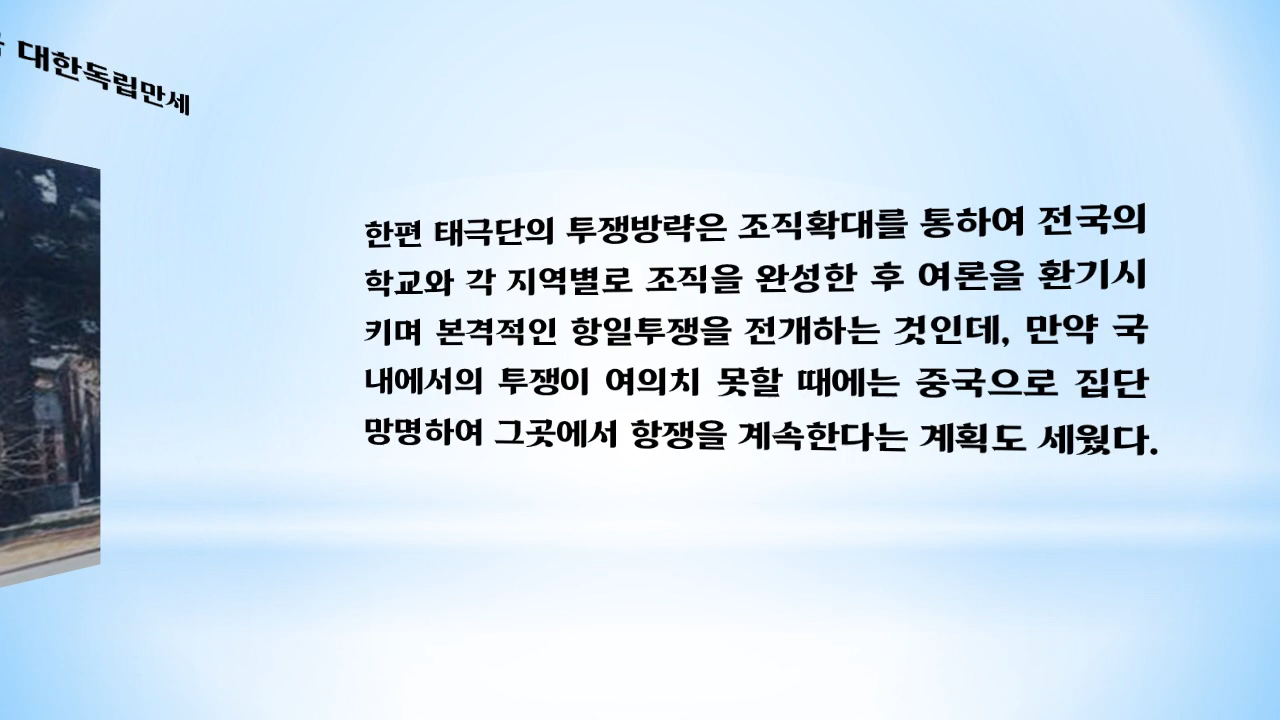 대한독립만세
한편 태극단의 투쟁방략은 조직확대를 통하여 전국의
학교와 각 지역별로 조직을 완성한 후 여론을 환기시
키며 본격적인 항일투쟁을 전개하는 것인데, 만약 국
내에서의 투쟁이 여의치 못할 때에는 중국으로 집단
망명하여 그곳에서 항쟁을 계속한다는 계획도 세웠다.